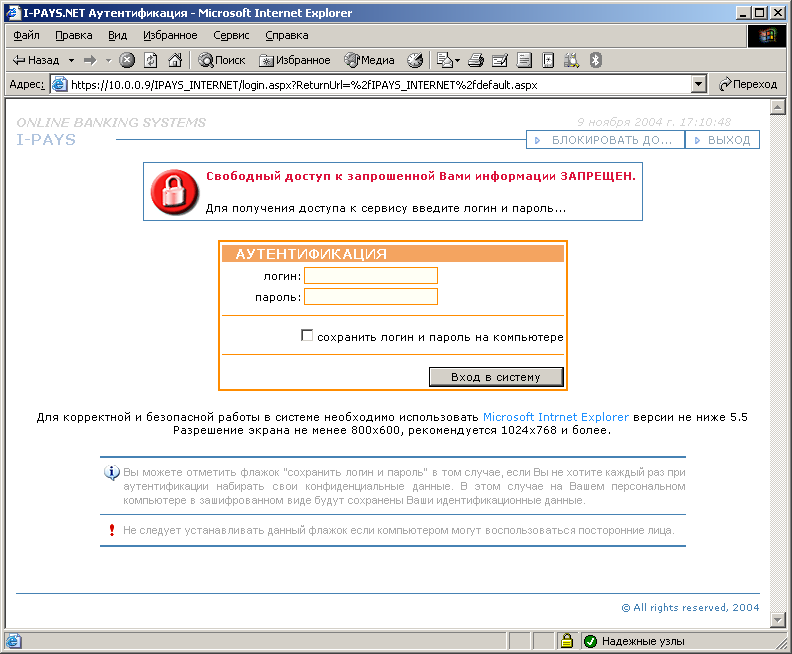 I-PAYS.NET Аутентификация - Microsoft Internet Explorer
Файл Правка Вид Избранное Сервис Справка
Назад Поиск Избранное Медиа
Адрес: https://10.0.0.9/IPAYS_INTERNET/login.aspx?ReturnUrl=%2fIPAYS_INTERNET%2fdefault.aspx Переход
ONLINE BANKING SYSTEMS 9 ноября 2004 г. 17:10:48
I-PAYS БЛОКИРОВАТЬ ДО... ВЫХОД
Свободный доступ к запрошенной Вами информации ЗАПРЕЩЕН.
Для получения доступа к сервису введите логин и пароль...
АУТЕНТИФИКАЦИЯ
логин:
пароль:
сохранить логин и пароль на компьютере
Вход в систему
Для корректной и безопасной работы в системе необходимо использовать Microsoft Intrnet Explorer версии не ниже 5.5
Разрешение экрана не менее 800x600, рекомендуется 1024x768 и более.
Вы можете отметить флажок "сохранить логин и пароль" в том случае, если Вы не хотите каждый раз при
аутентификации набирать свои конфиденциальные данные. В этом случае на Вашем персональном
компьютере в зашифрованном виде будут сохранены Ваши идентификационные данные.
Не следует устанавливать данный флажок если компьютером могут воспользоваться посторонние лица.
© All rights reserved, 2004
Надежные узлы